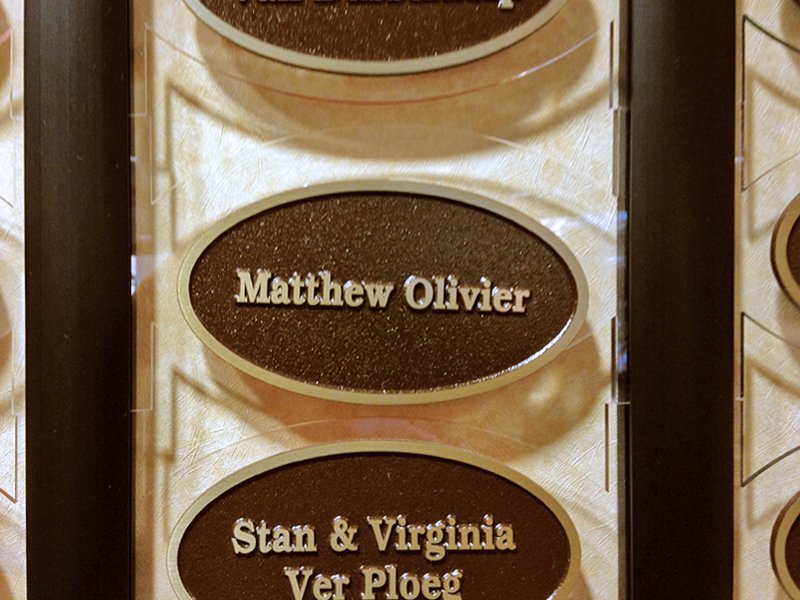 Matthew Olivier
Stan & Virginia
Ver Ploeg